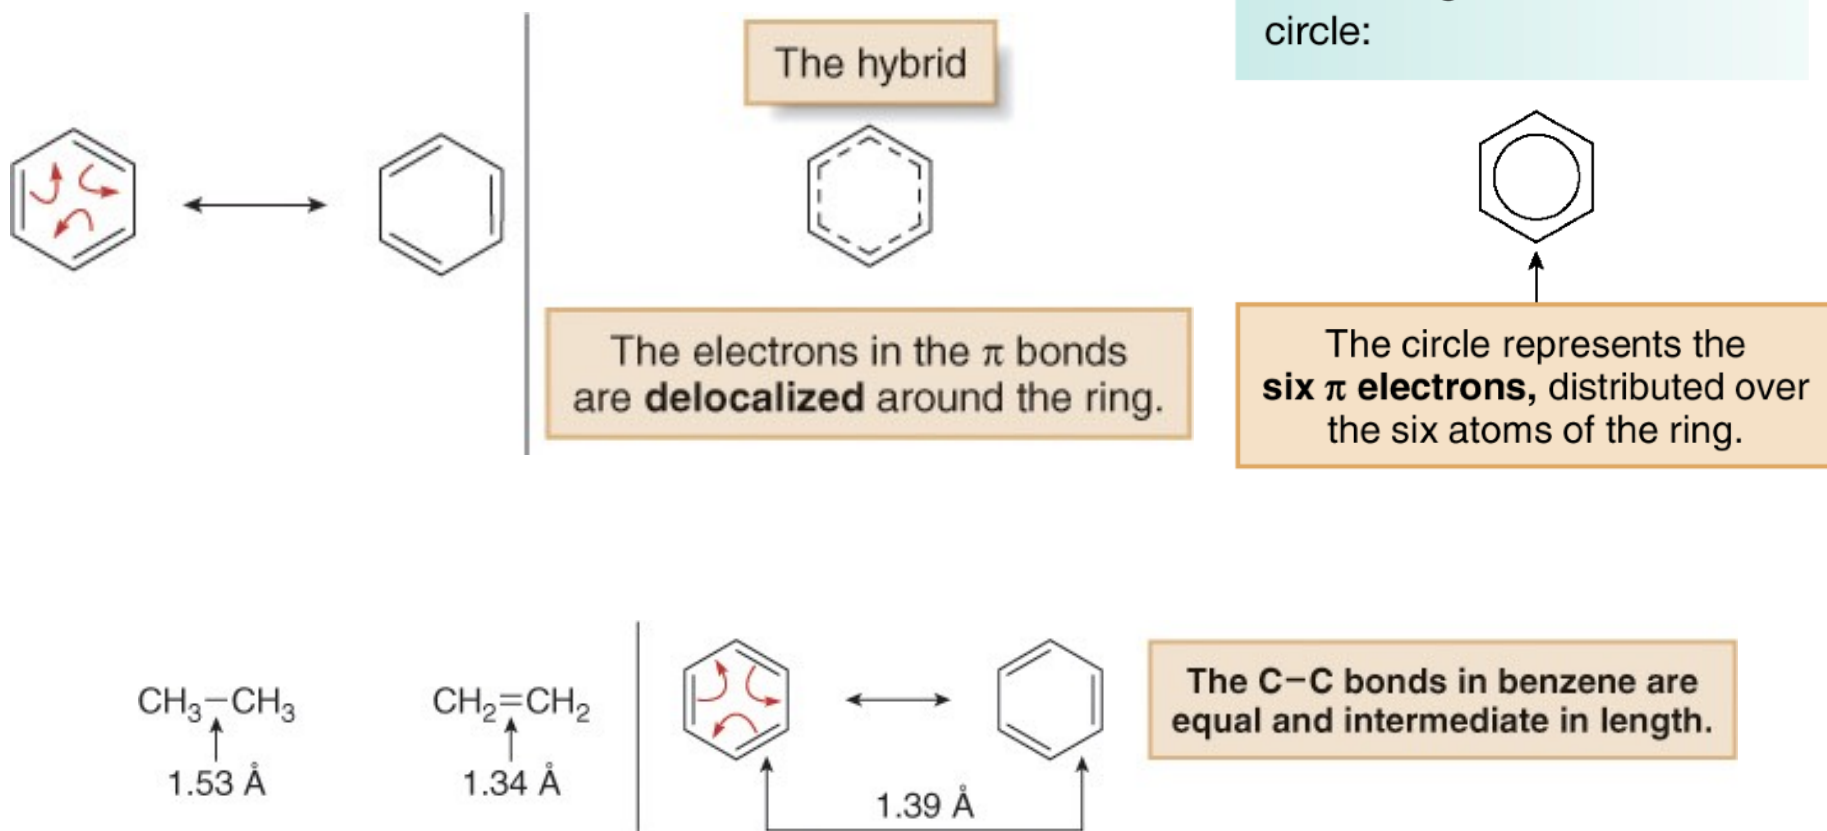 circle:
The hybrid
The electrons in the π bonds
are delocalized around the ring.
The circle represents the
six π electrons, distributed over
the six atoms of the ring.
CH₃–CH₃
1.53 Å
CH₂=CH₂
1.34 Å
1.39 Å
The C–C bonds in benzene are
equal and intermediate in length.